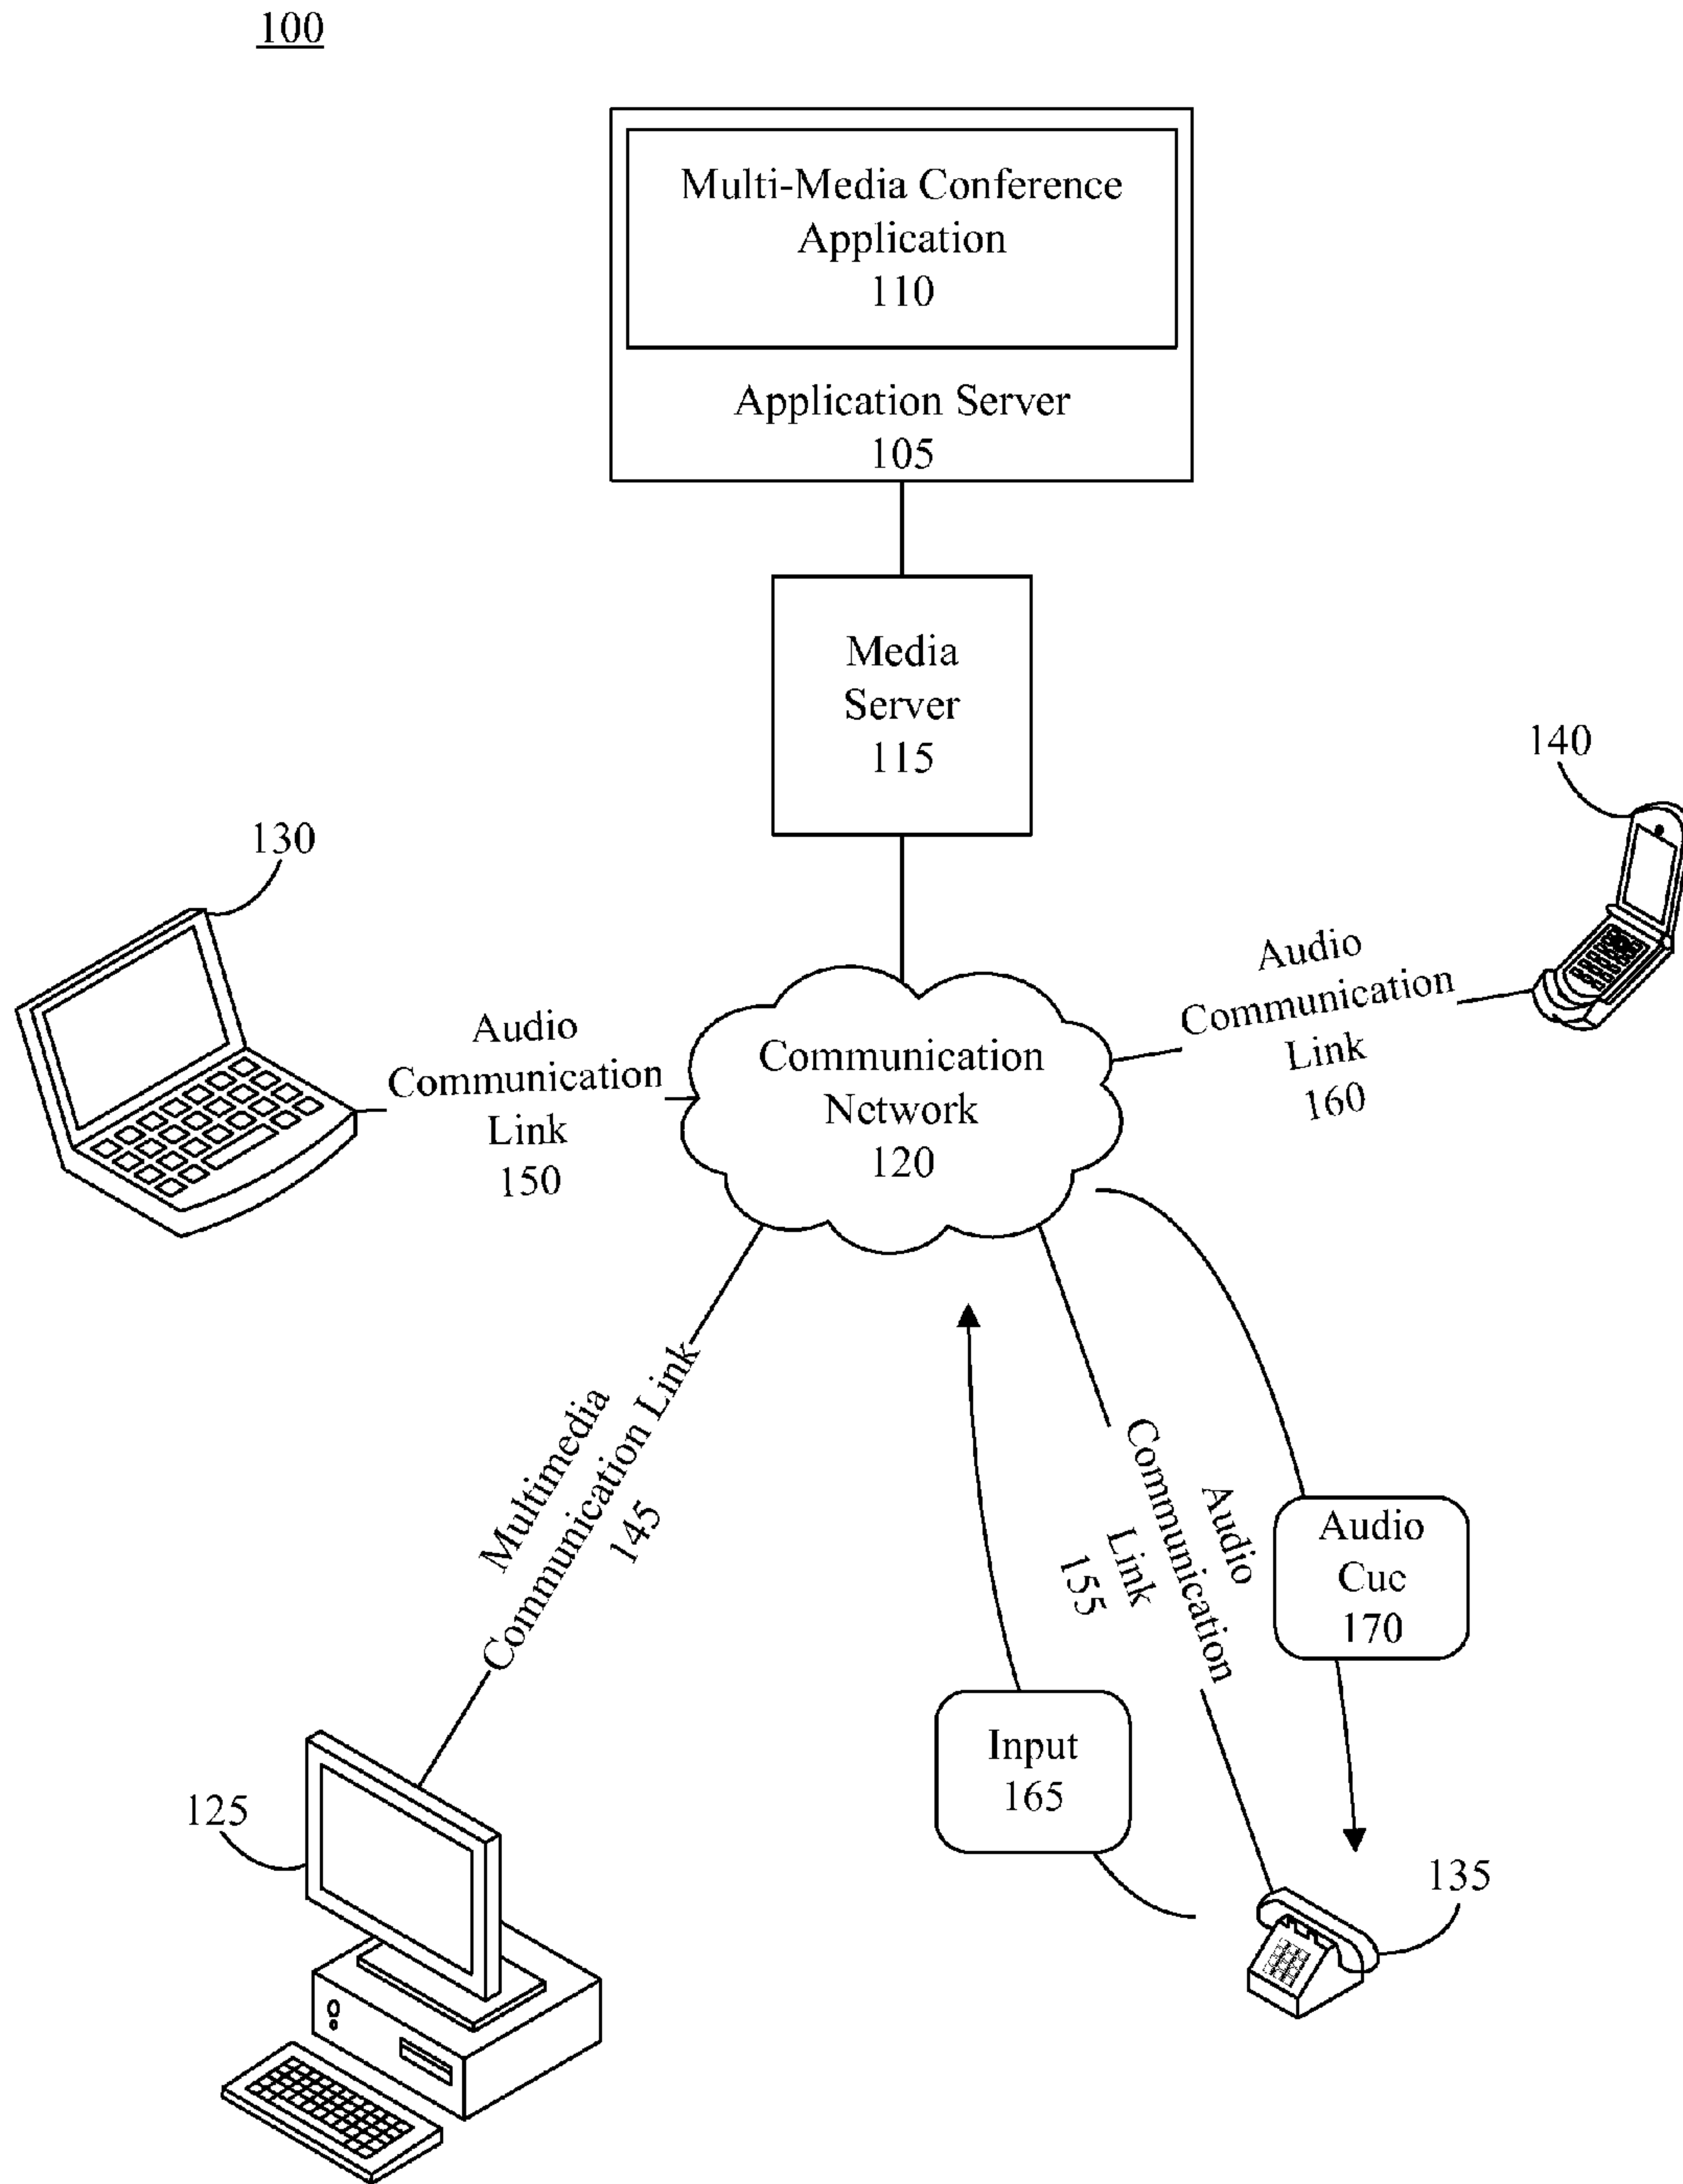 100
Multi-Media Conference
Application
110
Application Server
105
Media
Server
115
140
130
Audio
Communication
Link
160
Audio
Communication
Link
150
Communication
Network
120
Multimedia
Communication Link
145
Audio
Communication
Link
155
Audio
Cue
170
Input
165
125
135